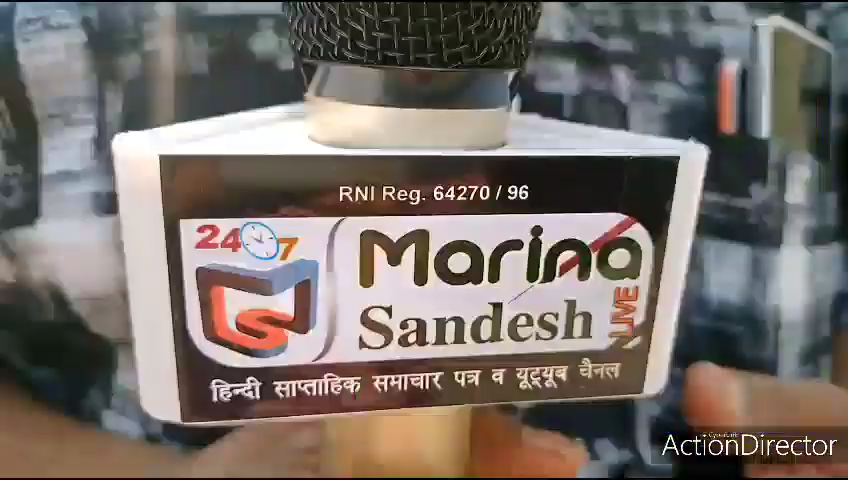 RNI Reg. 64270 / 96
24 7
Marina
Sandesh
LIVE
हिन्दी साप्ताहिक समाचार पत्र व यूट्यूब चैनल
ActionDirector